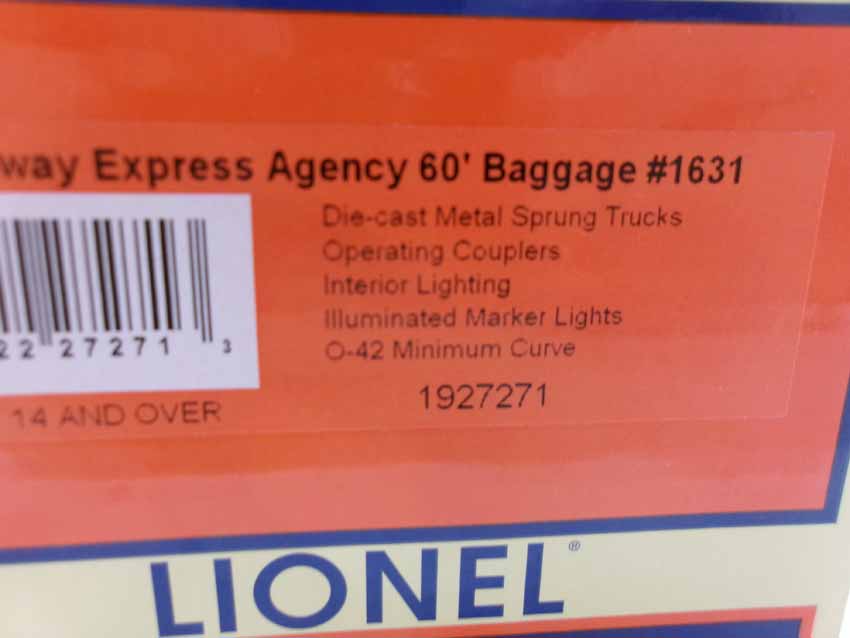 way Express Agency 60' Baggage #1631
Die-cast Metal Sprung Trucks
Operating Couplers
Interior Lighting
Illuminated Marker Lights
O-42 Minimum Curve
22 27271 3
14 AND OVER
1927271
LIONEL®